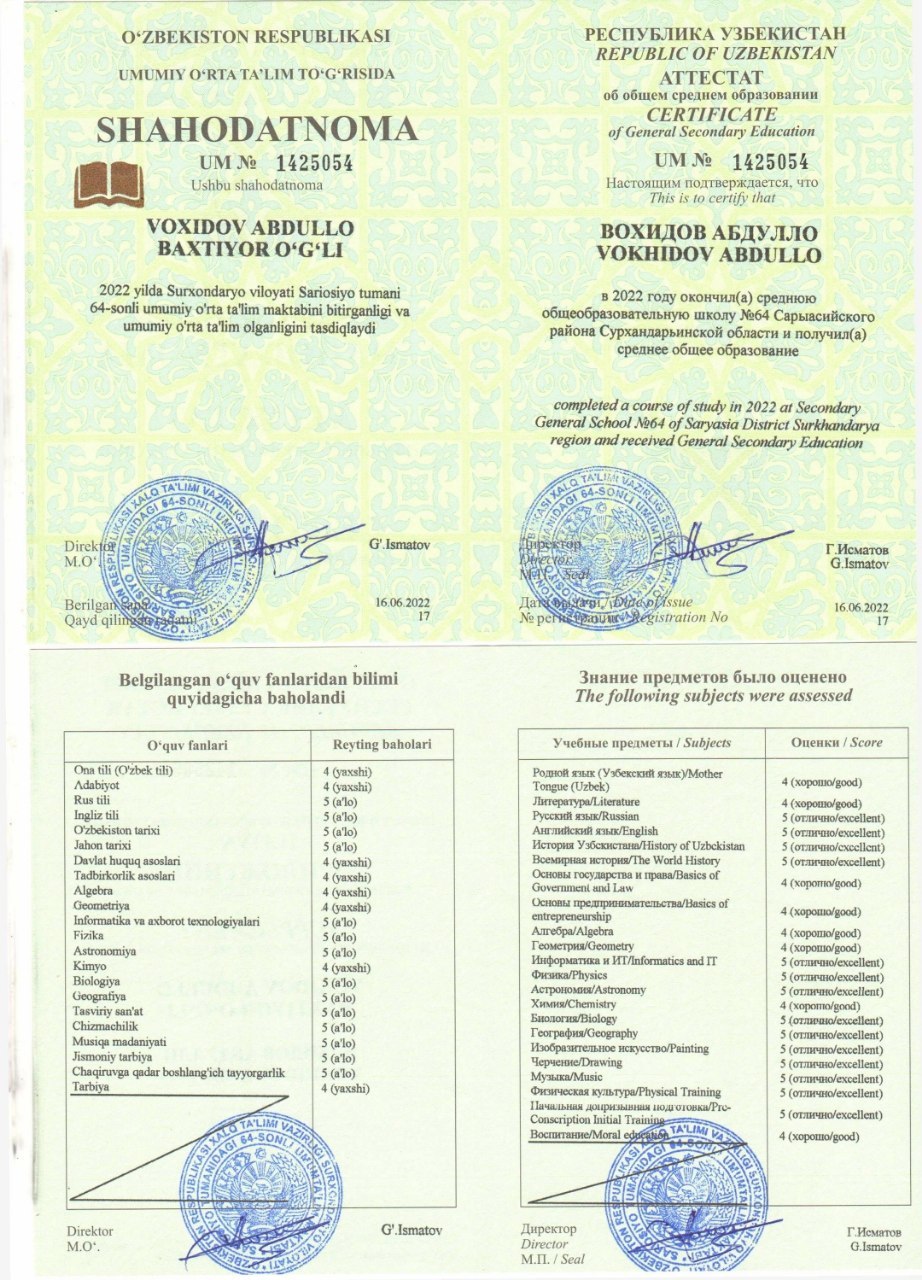 O‘ZBEKISTON RESPUBLIKASI
UMUMIY O‘RTA TA’LIM TO‘G‘RISIDA
SHAHODATNOMA
UM № 1425054
Ushbu shahodatnoma
VOXIDOV ABDULLO
BAXTIYOR O‘G‘LI
2022 yilda Surxondaryo viloyati Sariosiyo tumani
64-sonli umumiy o'rta ta'lim maktabini bitirganligi va
umumiy o'rta ta'lim olganligini tasdiqlaydi
Direktor
M.O‘.
G'.Ismatov
Berilgan sana
16.06.2022
Qayd qilingan raqami
17
РЕСПУБЛИКА УЗБЕКИСТАН
REPUBLIC OF UZBEKISTAN
АТТЕСТАТ
об общем среднем образовании
CERTIFICATE
of General Secondary Education
UM № 1425054
Настоящим подтверждается, что
This is to certify that
ВОХИДОВ АБДУЛЛО
VOKHIDOV ABDULLO
в 2022 году окончил(а) среднюю
общеобразовательную школу №64 Сарыасийского
района Сурхандарьинской области и получил(а)
среднее общее образование
completed a course of study in 2022 at Secondary
General School №64 of Saryasia District Surkhandarya
region and received General Secondary Education
Директор
Director
М.П. / Seal
Г.Исматов
G.Ismatov
Дата выдачи / Date of issue
16.06.2022
№ регистрации / Registration No
17
Belgilangan o‘quv fanlaridan bilimi
quyidagicha baholandi
O‘quv fanlari Reyting baholari
Ona tili (O'zbek tili) 4 (yaxshi)
Adabiyot 4 (yaxshi)
Rus tili 5 (a'lo)
Ingliz tili 5 (a'lo)
O'zbekiston tarixi 5 (a'lo)
Jahon tarixi 5 (a'lo)
Davlat huquq asoslari 4 (yaxshi)
Tadbirkorlik asoslari 4 (yaxshi)
Algebra 4 (yaxshi)
Geometriya 4 (yaxshi)
Informatika va axborot texnologiyalari 5 (a'lo)
Fizika 5 (a'lo)
Astronomiya 5 (a'lo)
Kimyo 4 (yaxshi)
Biologiya 5 (a'lo)
Geografiya 5 (a'lo)
Tasviriy san'at 5 (a'lo)
Chizmachilik 5 (a'lo)
Musiqa madaniyati 5 (a'lo)
Jismoniy tarbiya 5 (a'lo)
Chaqiruvga qadar boshlang'ich tayyorgarlik 5 (a'lo)
Tarbiya 4 (yaxshi)
Direktor
M.O‘.
G'.Ismatov
Знание предметов было оценено
The following subjects were assessed
Учебные предметы / Subjects Оценки / Score
Родной язык (Узбекский язык)/Mother
Tongue (Uzbek) 4 (хорошо/good)
Литература/Literature 4 (хорошо/good)
Русский язык/Russian 5 (отлично/excellent)
Английский язык/English 5 (отлично/excellent)
История Узбекистана/History of Uzbekistan 5 (отлично/excellent)
Всемирная история/The World History 5 (отлично/excellent)
Основы государства и права/Basics of
Government and Law 4 (хорошо/good)
Основы предпринимательства/Basics of
entrepreneurship 4 (хорошо/good)
Алгебра/Algebra 4 (хорошо/good)
Геометрия/Geometry 4 (хорошо/good)
Информатика и ИТ/Informatics and IT 5 (отлично/excellent)
Физика/Physics 5 (отлично/excellent)
Астрономия/Astronomy 5 (отлично/excellent)
Химия/Chemistry 4 (хорошо/good)
Биология/Biology 5 (отлично/excellent)
География/Geography 5 (отлично/excellent)
Изобразительное искусство/Painting 5 (отлично/excellent)
Черчение/Drawing 5 (отлично/excellent)
Музыка/Music 5 (отлично/excellent)
Физическая культура/Physical Training 5 (отлично/excellent)
Начальная допризывная подготовка/Pre-
Conscription Initial Training 5 (отлично/excellent)
Воспитание/Moral education 4 (хорошо/good)
Директор
Director
М.П. / Seal
Г.Исматов
G.Ismatov